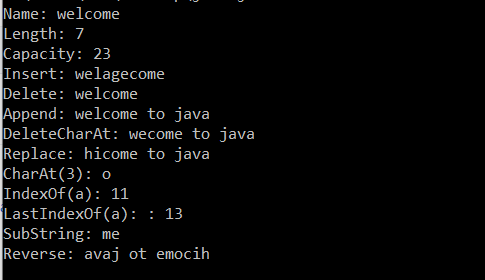 Name: welcome
Length: 7
Capacity: 23
Insert: welagecome
Delete: welcome
Append: welcome to java
DeleteCharAt: wecome to java
Replace: hicome to java
CharAt(3): o
IndexOf(a): 11
LastIndexOf(a): : 13
SubString: me
Reverse: avaj ot emocih